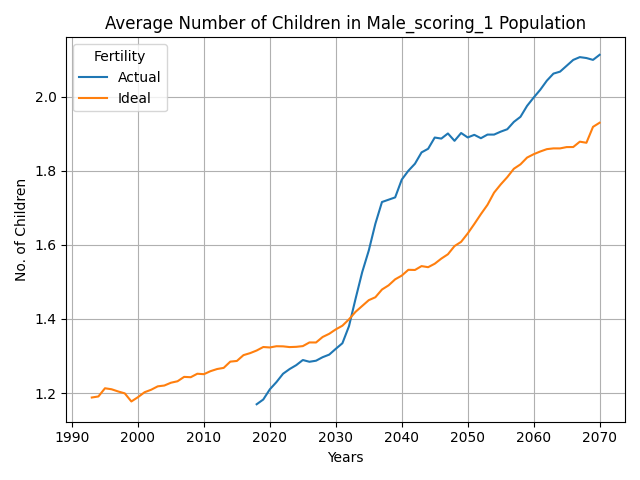 Average Number of Children in Male_scoring_1 Population
Fertility
Actual
Ideal
No. of Children
2.0
1.8
1.6
1.4
1.2
1990 2000 2010 2020 2030 2040 2050 2060 2070
Years